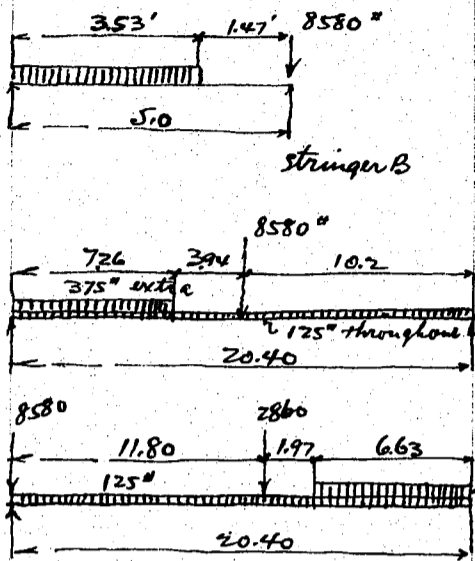 3.53' 1.47' 8580 #
5.0
Stringer B
8580 #
7.26 3.94 10.2
375# extra
125# throughout
20.40
8580 2860
11.80 1.97 6.63
125#
20.40